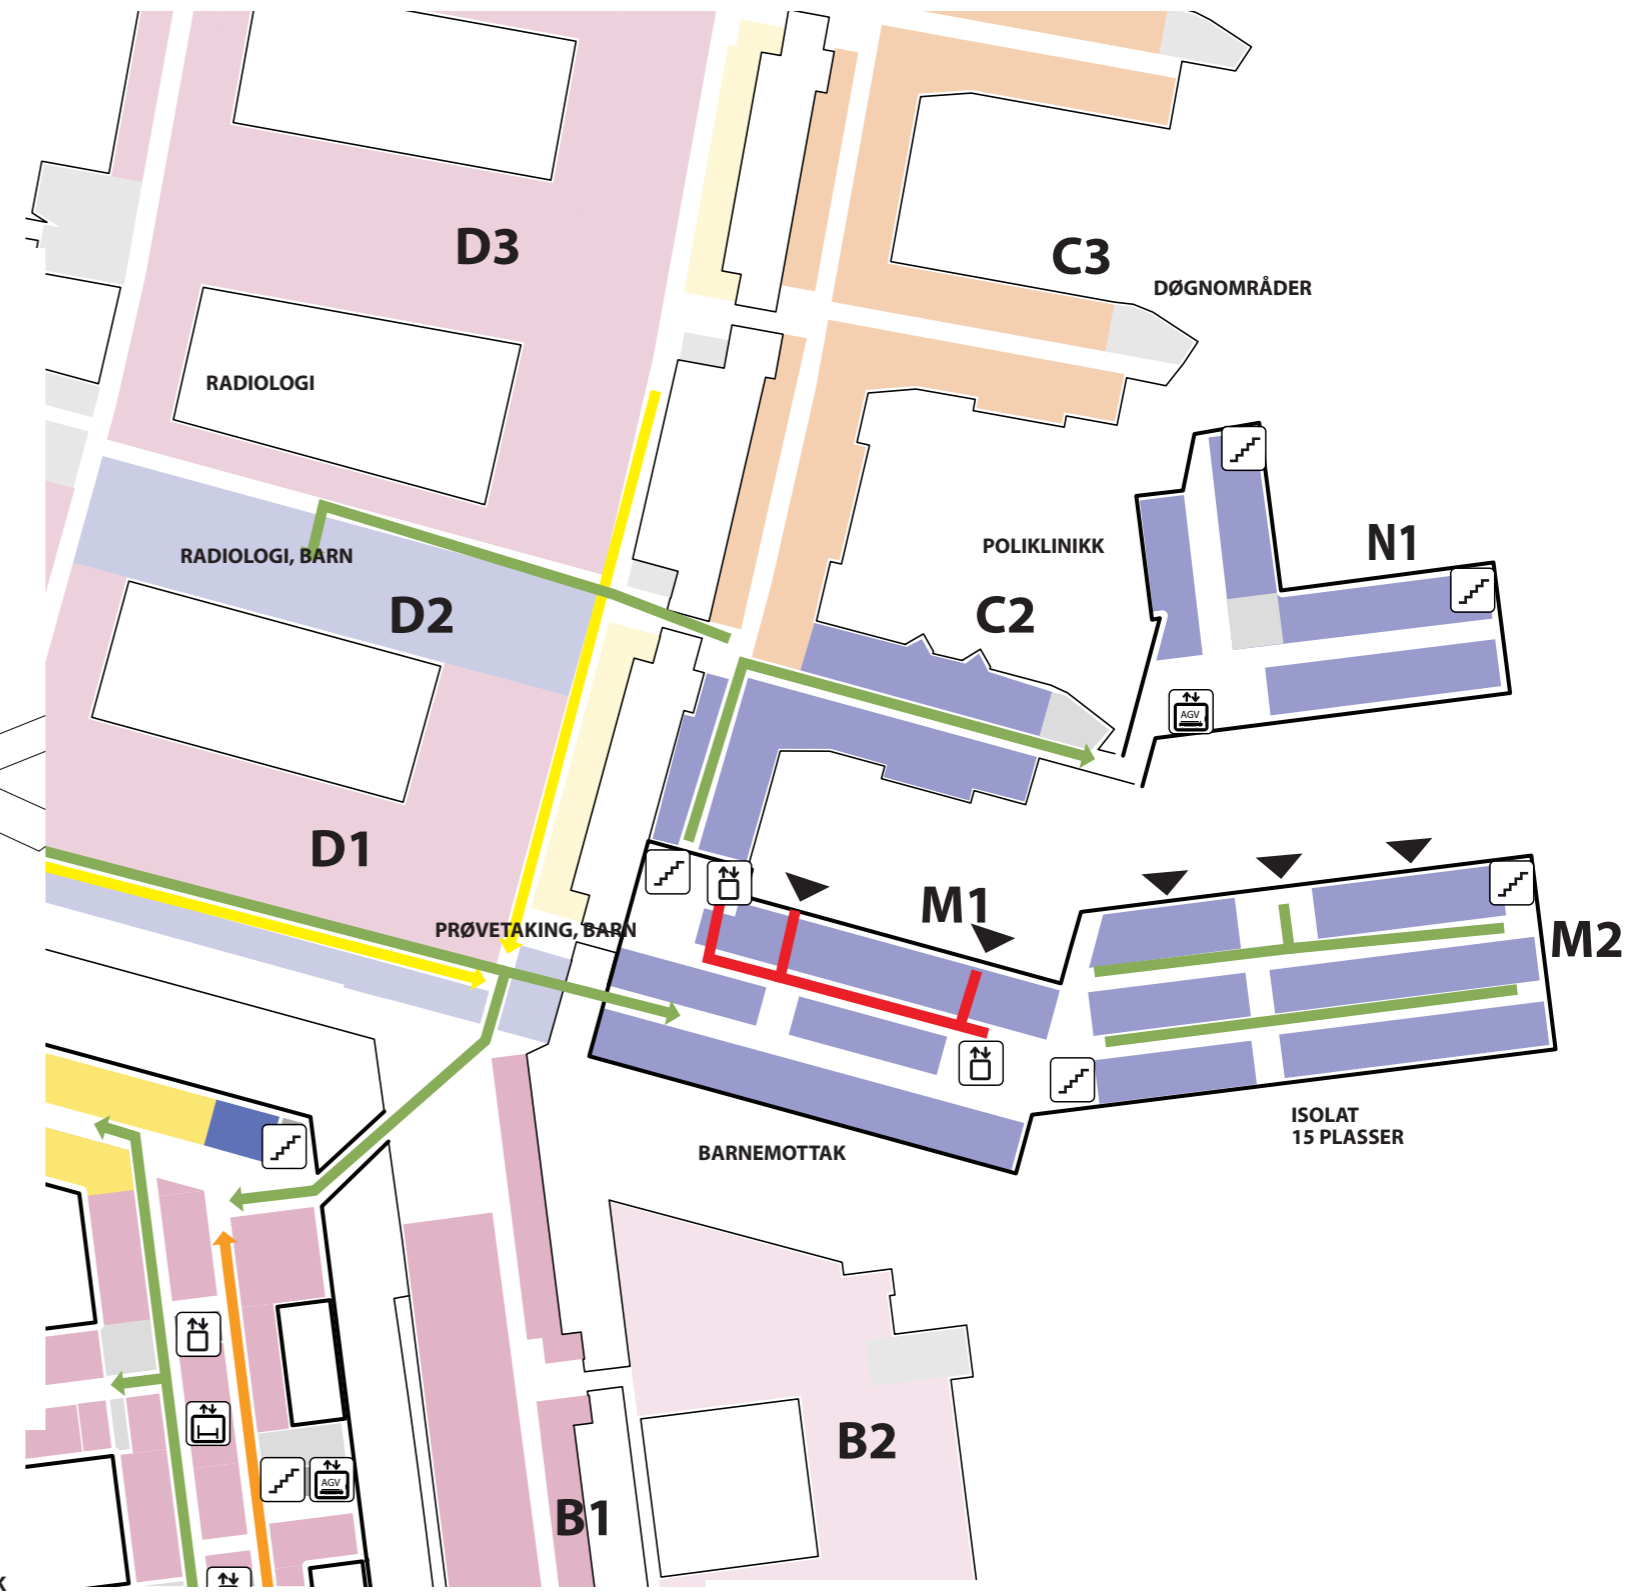 D3
C3
DØGNOMRÅDER
RADIOLOGI
POLIKLINIKK
N1
RADIOLOGI, BARN
D2
C2
AGV
D1
M1
PRØVETAKING, BARN
M2
ISOLAT
15 PLASSER
BARNEMOTTAK
B2
AGV
B1
K